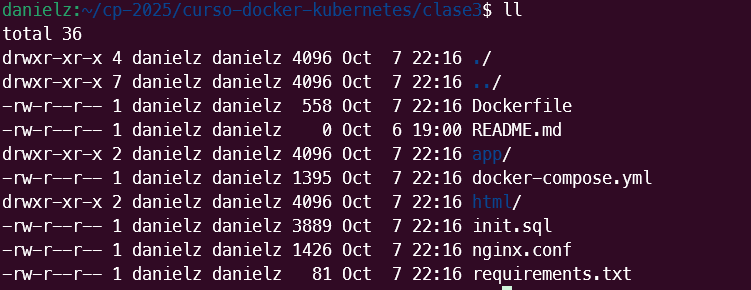 danielz:~/cp-2025/curso-docker-kubernetes/clase3$ ll
total 36
drwxr-xr-x 4 danielz danielz 4096 Oct  7 22:16 ./
drwxr-xr-x 7 danielz danielz 4096 Oct  7 22:16 ../
-rw-r--r-- 1 danielz danielz  558 Oct  7 22:16 Dockerfile
-rw-r--r-- 1 danielz danielz    0 Oct  6 19:00 README.md
drwxr-xr-x 2 danielz danielz 4096 Oct  7 22:16 app/
-rw-r--r-- 1 danielz danielz 1395 Oct  7 22:16 docker-compose.yml
drwxr-xr-x 2 danielz danielz 4096 Oct  7 22:16 html/
-rw-r--r-- 1 danielz danielz 3889 Oct  7 22:16 init.sql
-rw-r--r-- 1 danielz danielz 1426 Oct  7 22:16 nginx.conf
-rw-r--r-- 1 danielz danielz   81 Oct  7 22:16 requirements.txt